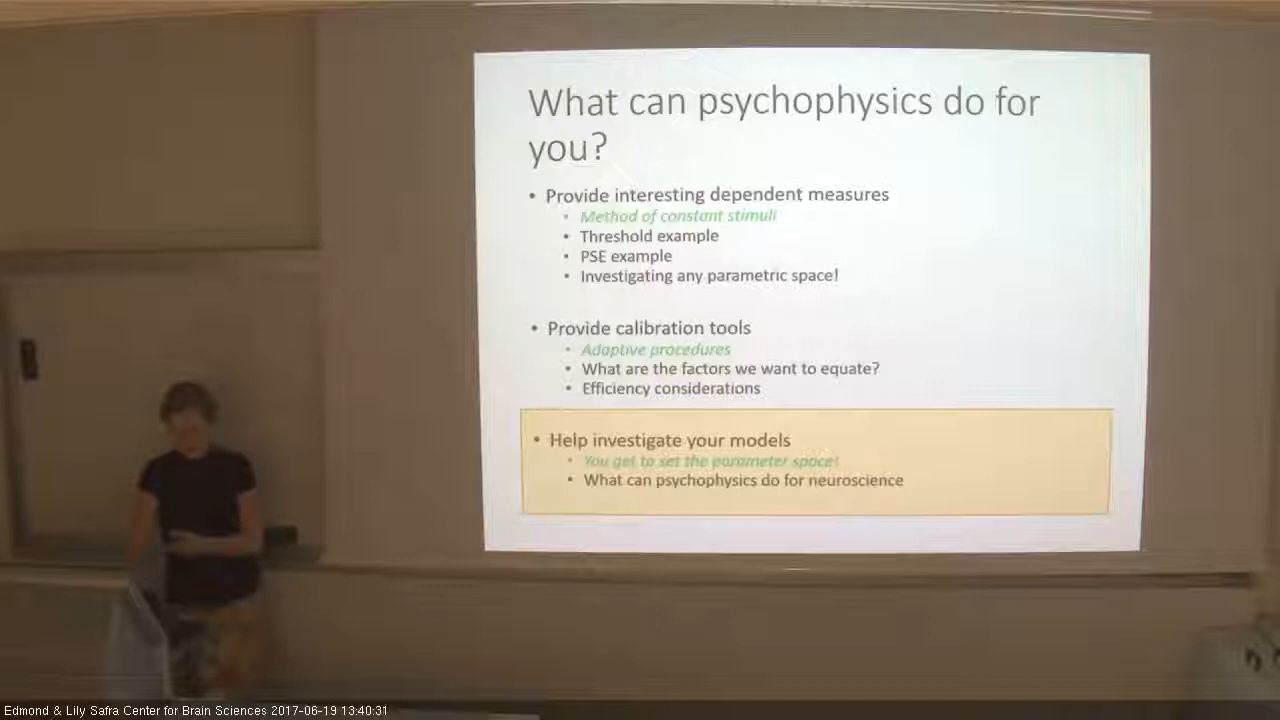 What can psychophysics do for
you?
• Provide interesting dependent measures
• Method of constant stimuli
• Threshold example
• PSE example
• Investigating any parametric space!
• Provide calibration tools
• Adaptive procedures
• What are the factors we want to equate?
• Efficiency considerations
• Help investigate your models
• You get to set the parameter space!
• What can psychophysics do for neuroscience
Edmond & Lily Safra Center for Brain Sciences 2017-06-19 13:40:31